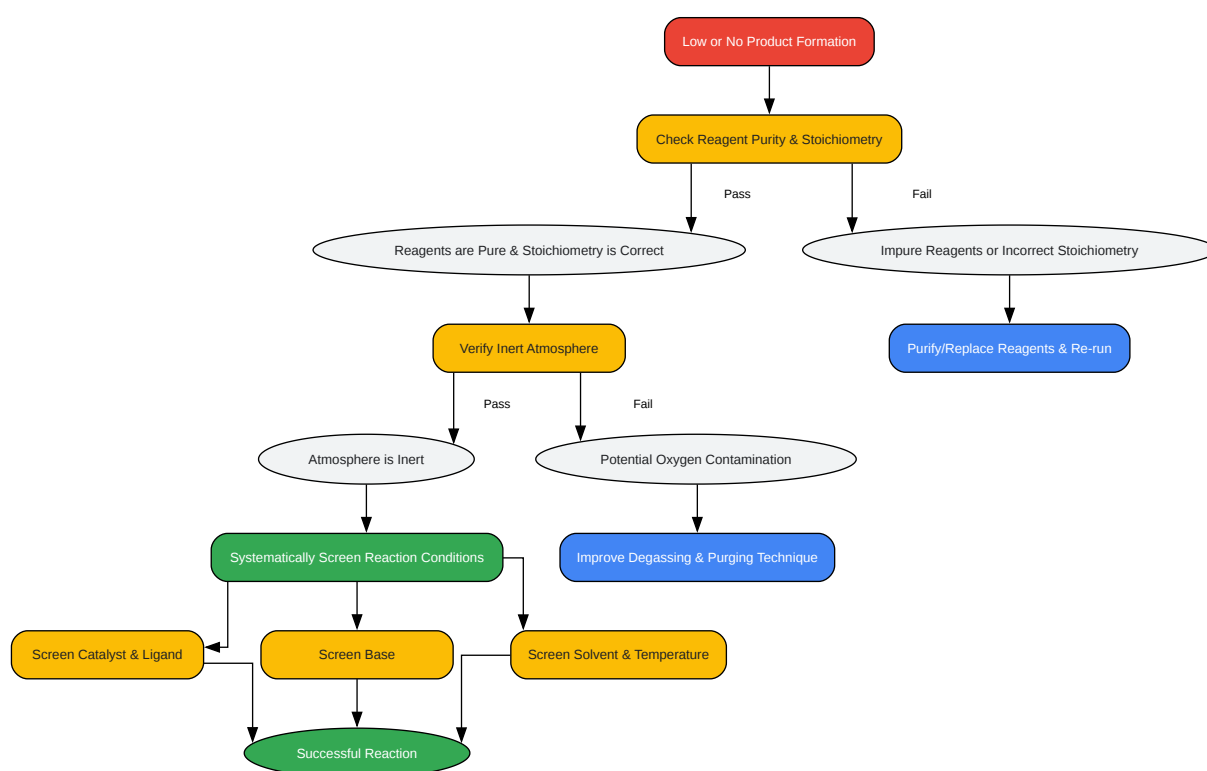 Low or No Product Formation
Check Reagent Purity & Stoichiometry
Pass
Fail
Reagents are Pure & Stoichiometry is Correct
Impure Reagents or Incorrect Stoichiometry
Verify Inert Atmosphere
Purify/Replace Reagents & Re-run
Pass
Fail
Atmosphere is Inert
Potential Oxygen Contamination
Systematically Screen Reaction Conditions
Improve Degassing & Purging Technique
Screen Catalyst & Ligand
Screen Base
Screen Solvent & Temperature
Successful Reaction